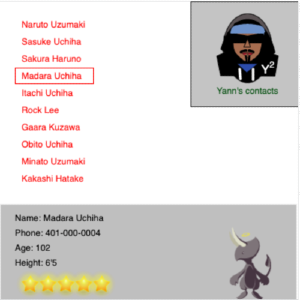 Naruto Uzumaki
Sasuke Uchiha
Sakura Haruno
Madara Uchiha
Itachi Uchiha
Rock Lee
Gaara Kuzawa
Obito Uchiha
Minato Uzumaki
Kakashi Hatake
Y²
Yann's contacts
Name: Madara Uchiha
Phone: 401-000-0004
Age: 102
Height: 6'5